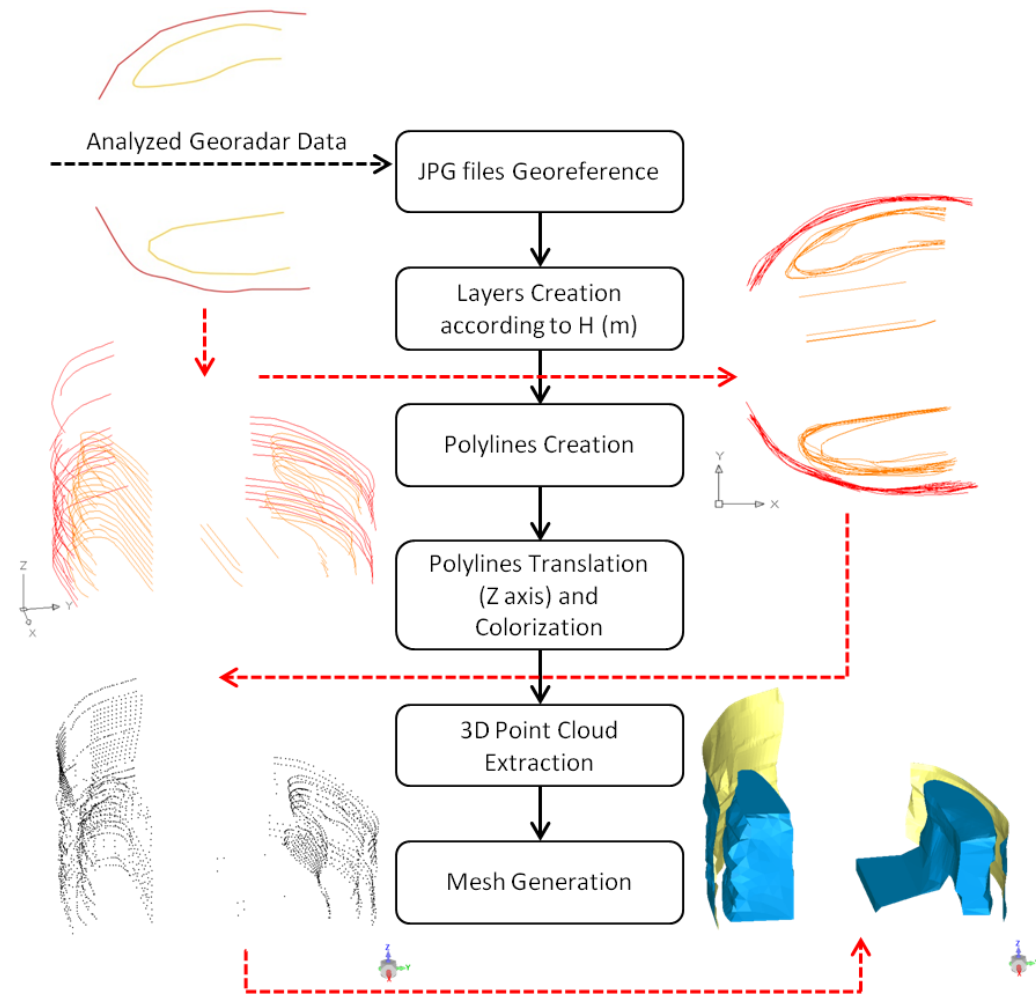 Analyzed Georadar Data
JPG files Georeference
Layers Creation
according to H (m)
Polylines Creation
Y
X
Z
Y
X
Polylines Translation
(Z axis) and
Colorization
3D Point Cloud
Extraction
Mesh Generation
Z
Y
X
Z
Y
X